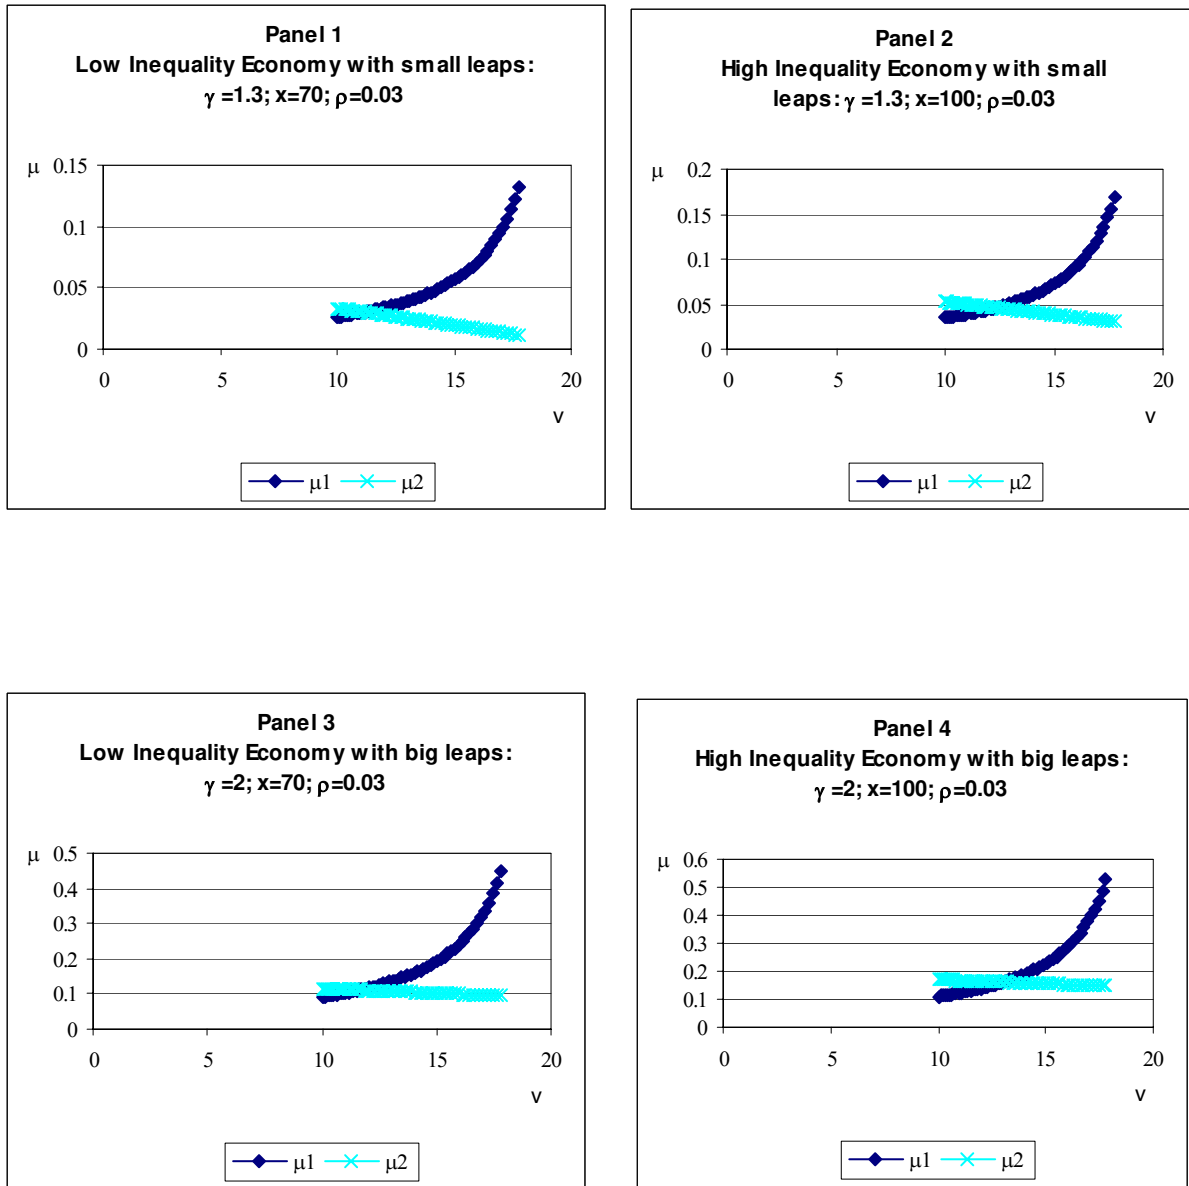 Panel 1
Low Inequality Economy with small leaps:
γ =1.3; x=70; ρ=0.03
μ
0.15
0.1
0.05
0
0 5 10 15 20
v
μ1 μ2
Panel 2
High Inequality Economy with small
leaps: γ =1.3; x=100; ρ=0.03
μ
0.2
0.15
0.1
0.05
0
0 5 10 15 20
v
μ1 μ2
Panel 3
Low Inequality Economy with big leaps:
γ =2; x=70; ρ=0.03
μ
0.5
0.4
0.3
0.2
0.1
0
0 5 10 15 20
v
μ1 μ2
Panel 4
High Inequality Economy with big leaps:
γ =2; x=100; ρ=0.03
μ
0.6
0.5
0.4
0.3
0.2
0.1
0
0 5 10 15 20
v
μ1 μ2